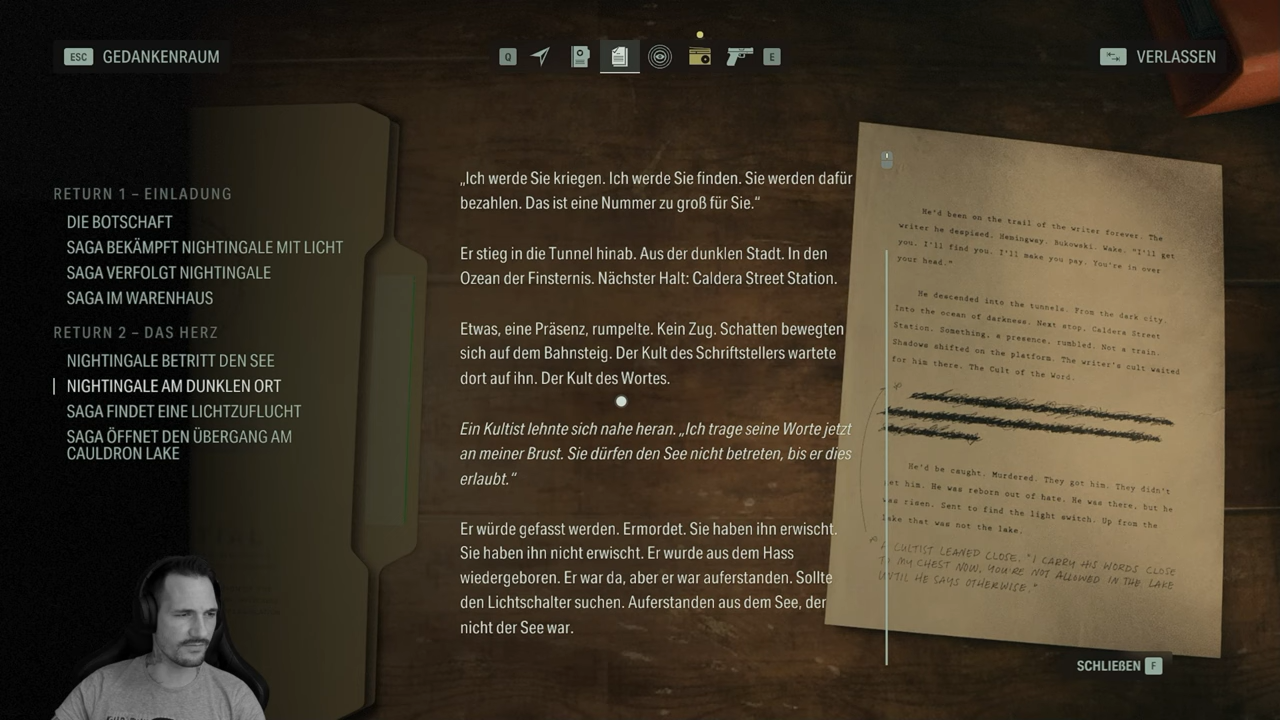 ESC GEDANKENRAUM
Q
E
VERLASSEN
RETURN 1 – EINLADUNG
DIE BOTSCHAFT
SAGA BEKÄMPFT NIGHTINGALE MIT LICHT
SAGA VERFOLGT NIGHTINGALE
SAGA IM WARENHAUS
RETURN 2 – DAS HERZ
NIGHTINGALE BETRITT DEN SEE
NIGHTINGALE AM DUNKLEN ORT
SAGA FINDET EINE LICHTZUFLUCHT
SAGA ÖFFNET DEN ÜBERGANG AM
CAULDRON LAKE
„Ich werde Sie kriegen. Ich werde Sie finden. Sie werden dafür
bezahlen. Das ist eine Nummer zu groß für Sie.“
Er stieg in die Tunnel hinab. Aus der dunklen Stadt. In den
Ozean der Finsternis. Nächster Halt: Caldera Street Station.
Etwas, eine Präsenz, rumpelte. Kein Zug. Schatten bewegten
sich auf dem Bahnsteig. Der Kult des Schriftstellers wartete
dort auf ihn. Der Kult des Wortes.
Ein Kultist lehnte sich nahe heran. „Ich trage seine Worte jetzt
an meiner Brust. Sie dürfen den See nicht betreten, bis er dies
erlaubt.“
Er würde gefasst werden. Ermordet. Sie haben ihn erwischt.
Sie haben ihn nicht erwischt. Er wurde aus dem Hass
wiedergeboren. Er war da, aber er war auferstanden. Sollte
den Lichtschalter suchen. Auferstanden aus dem See, der
nicht der See war.
He'd been on the trail of the writer forever. The
writer he despised. Hemingway. Bukowski. Wake. "I'll get
you. I'll find you. I'll make you pay. You're in over
your head."
He descended into the tunnels. From the dark city.
Into the ocean of darkness. Next stop, Caldera Street
Station. Something, a presence, rumbled. Not a train.
Shadows shifted on the platform. The writer's cult waited
for him there. The Cult of the Word.
He'd be caught. Murdered. They got him. They didn't
get him. He was reborn out of hate. He was there, but he
was risen. Sent to find the light switch. Up from the
lake that was not the lake.
A CULTIST LEANED CLOSE. "I CARRY HIS WORDS CLOSE
TO MY CHEST NOW, YOU'RE NOT ALLOWED IN THE LAKE
UNTIL HE SAYS OTHERWISE."
SCHLIEẞEN F